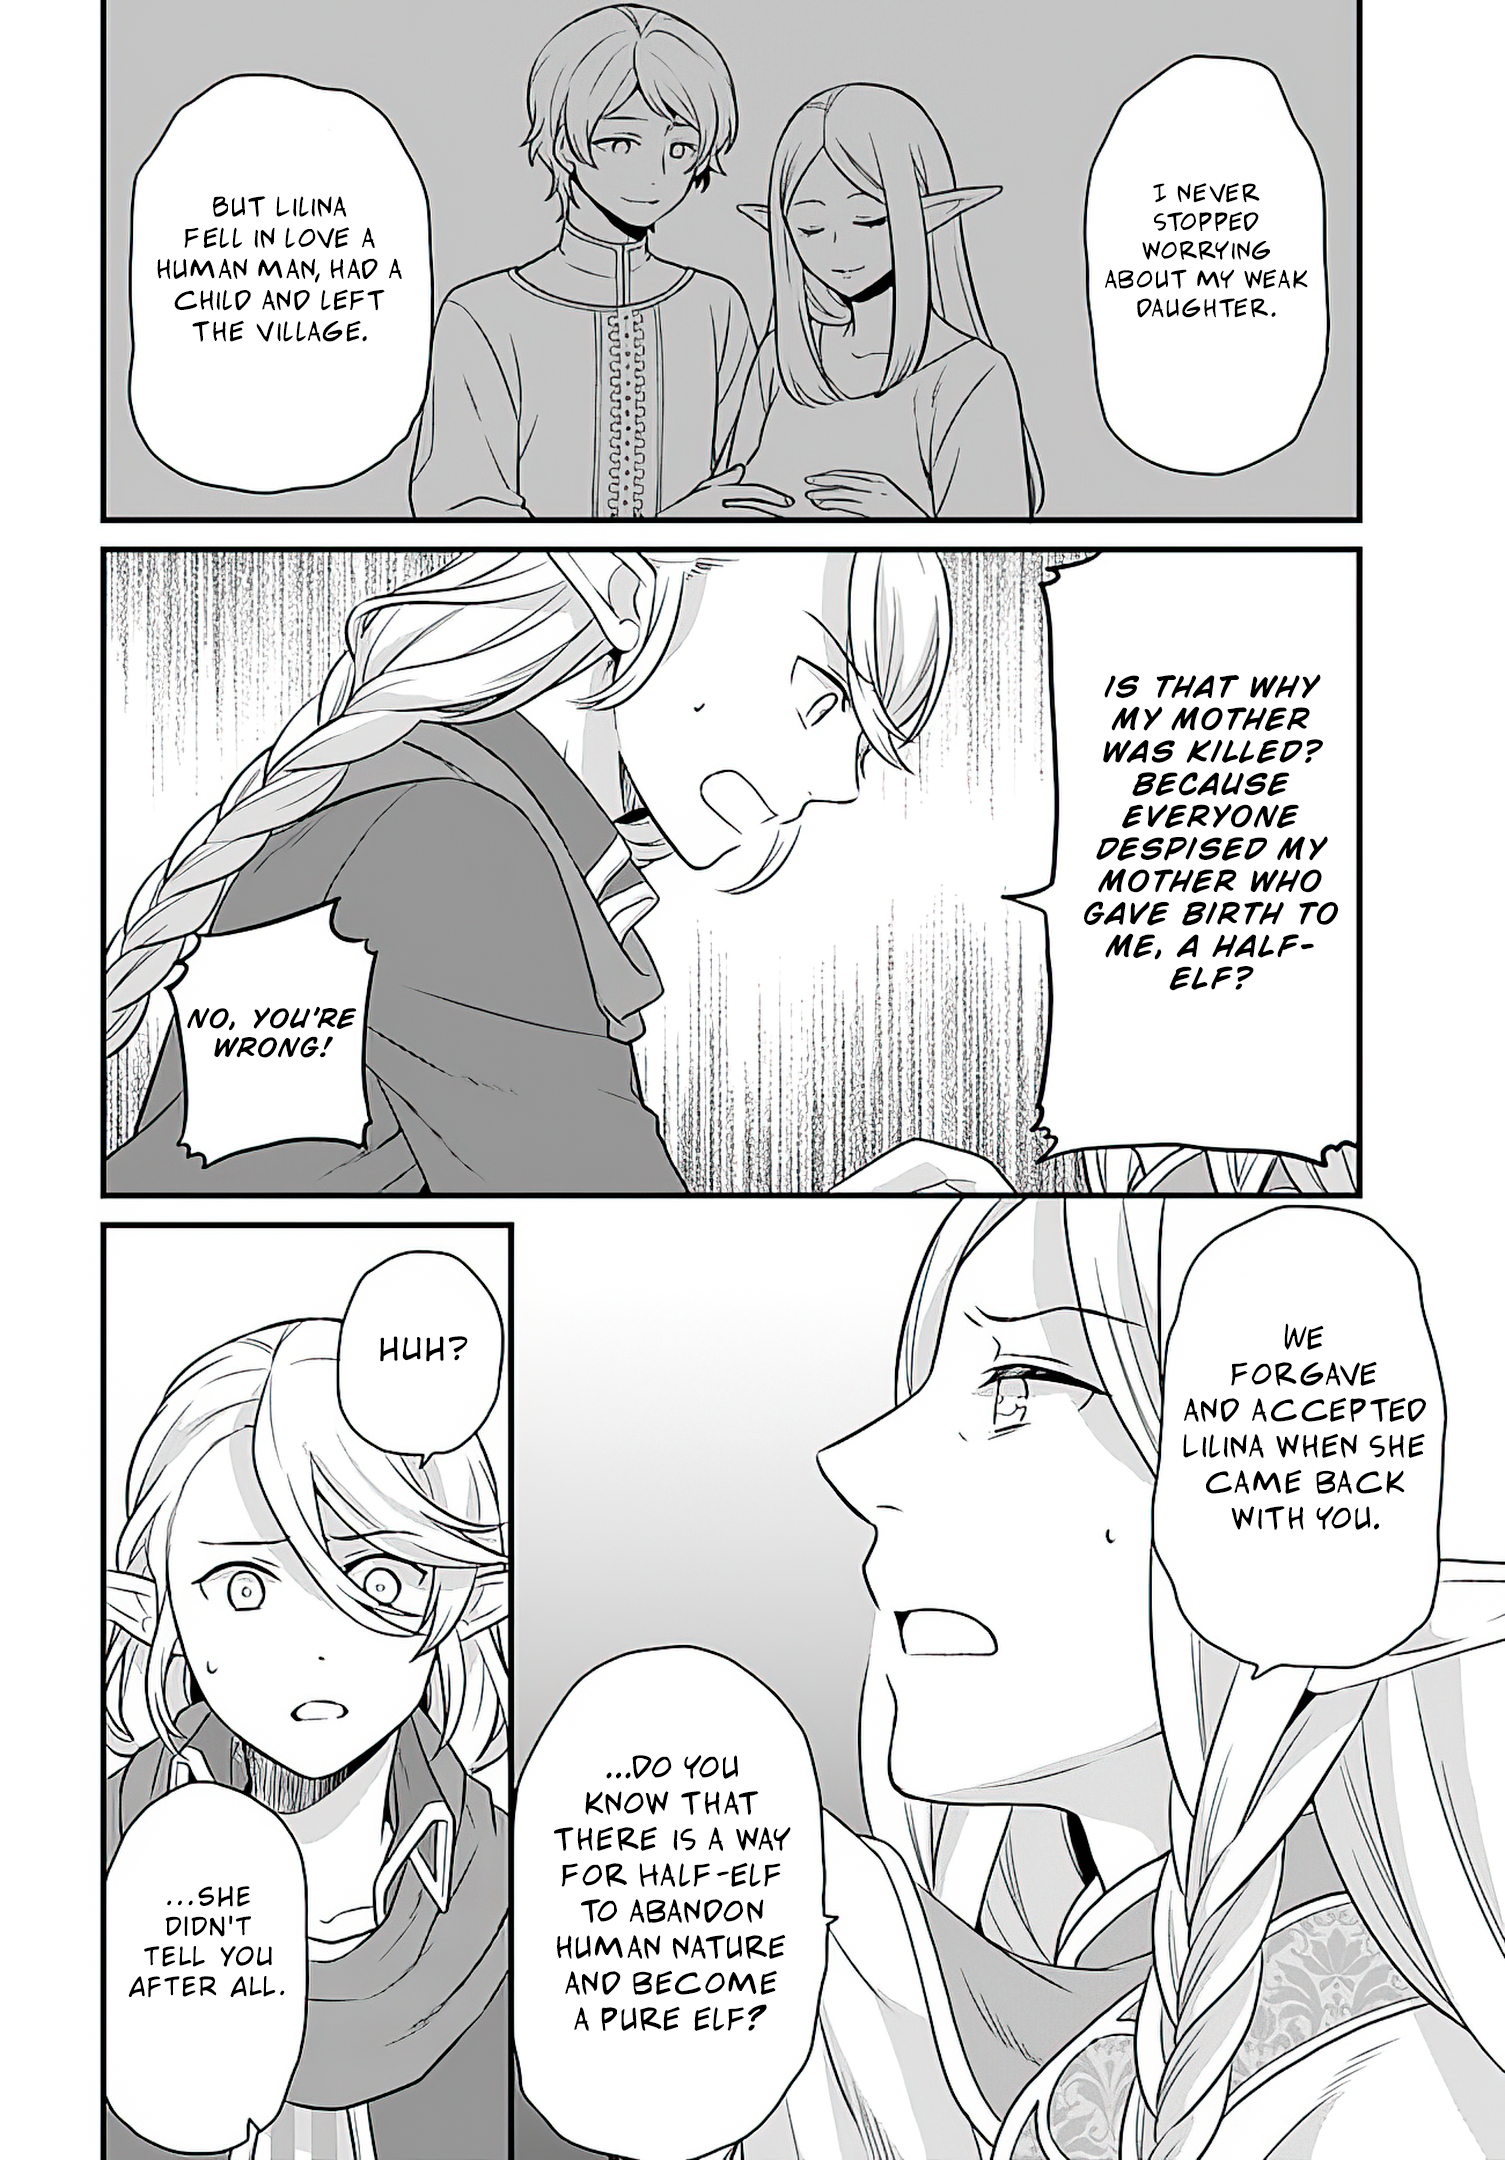 I NEVER
STOPPED
WORRYING
ABOUT MY WEAK
DAUGHTER.
BUT LILINA
FELL IN LOVE A
HUMAN MAN, HAD A
CHILD AND LEFT
THE VILLAGE.
IS THAT WHY
MY MOTHER
WAS KILLED?
BECAUSE
EVERYONE
DESPISED MY
MOTHER WHO
GAVE BIRTH TO
ME, A HALF-
ELF?
NO, YOU'RE
WRONG!
WE
FORGAVE
AND ACCEPTED
LILINA WHEN SHE
CAME BACK
WITH YOU.
...DO YOU
KNOW THAT
THERE IS A WAY
FOR HALF-ELF
TO ABANDON
HUMAN NATURE
AND BECOME
A PURE ELF?
HUH?
...SHE
DIDN'T
TELL YOU
AFTER ALL.